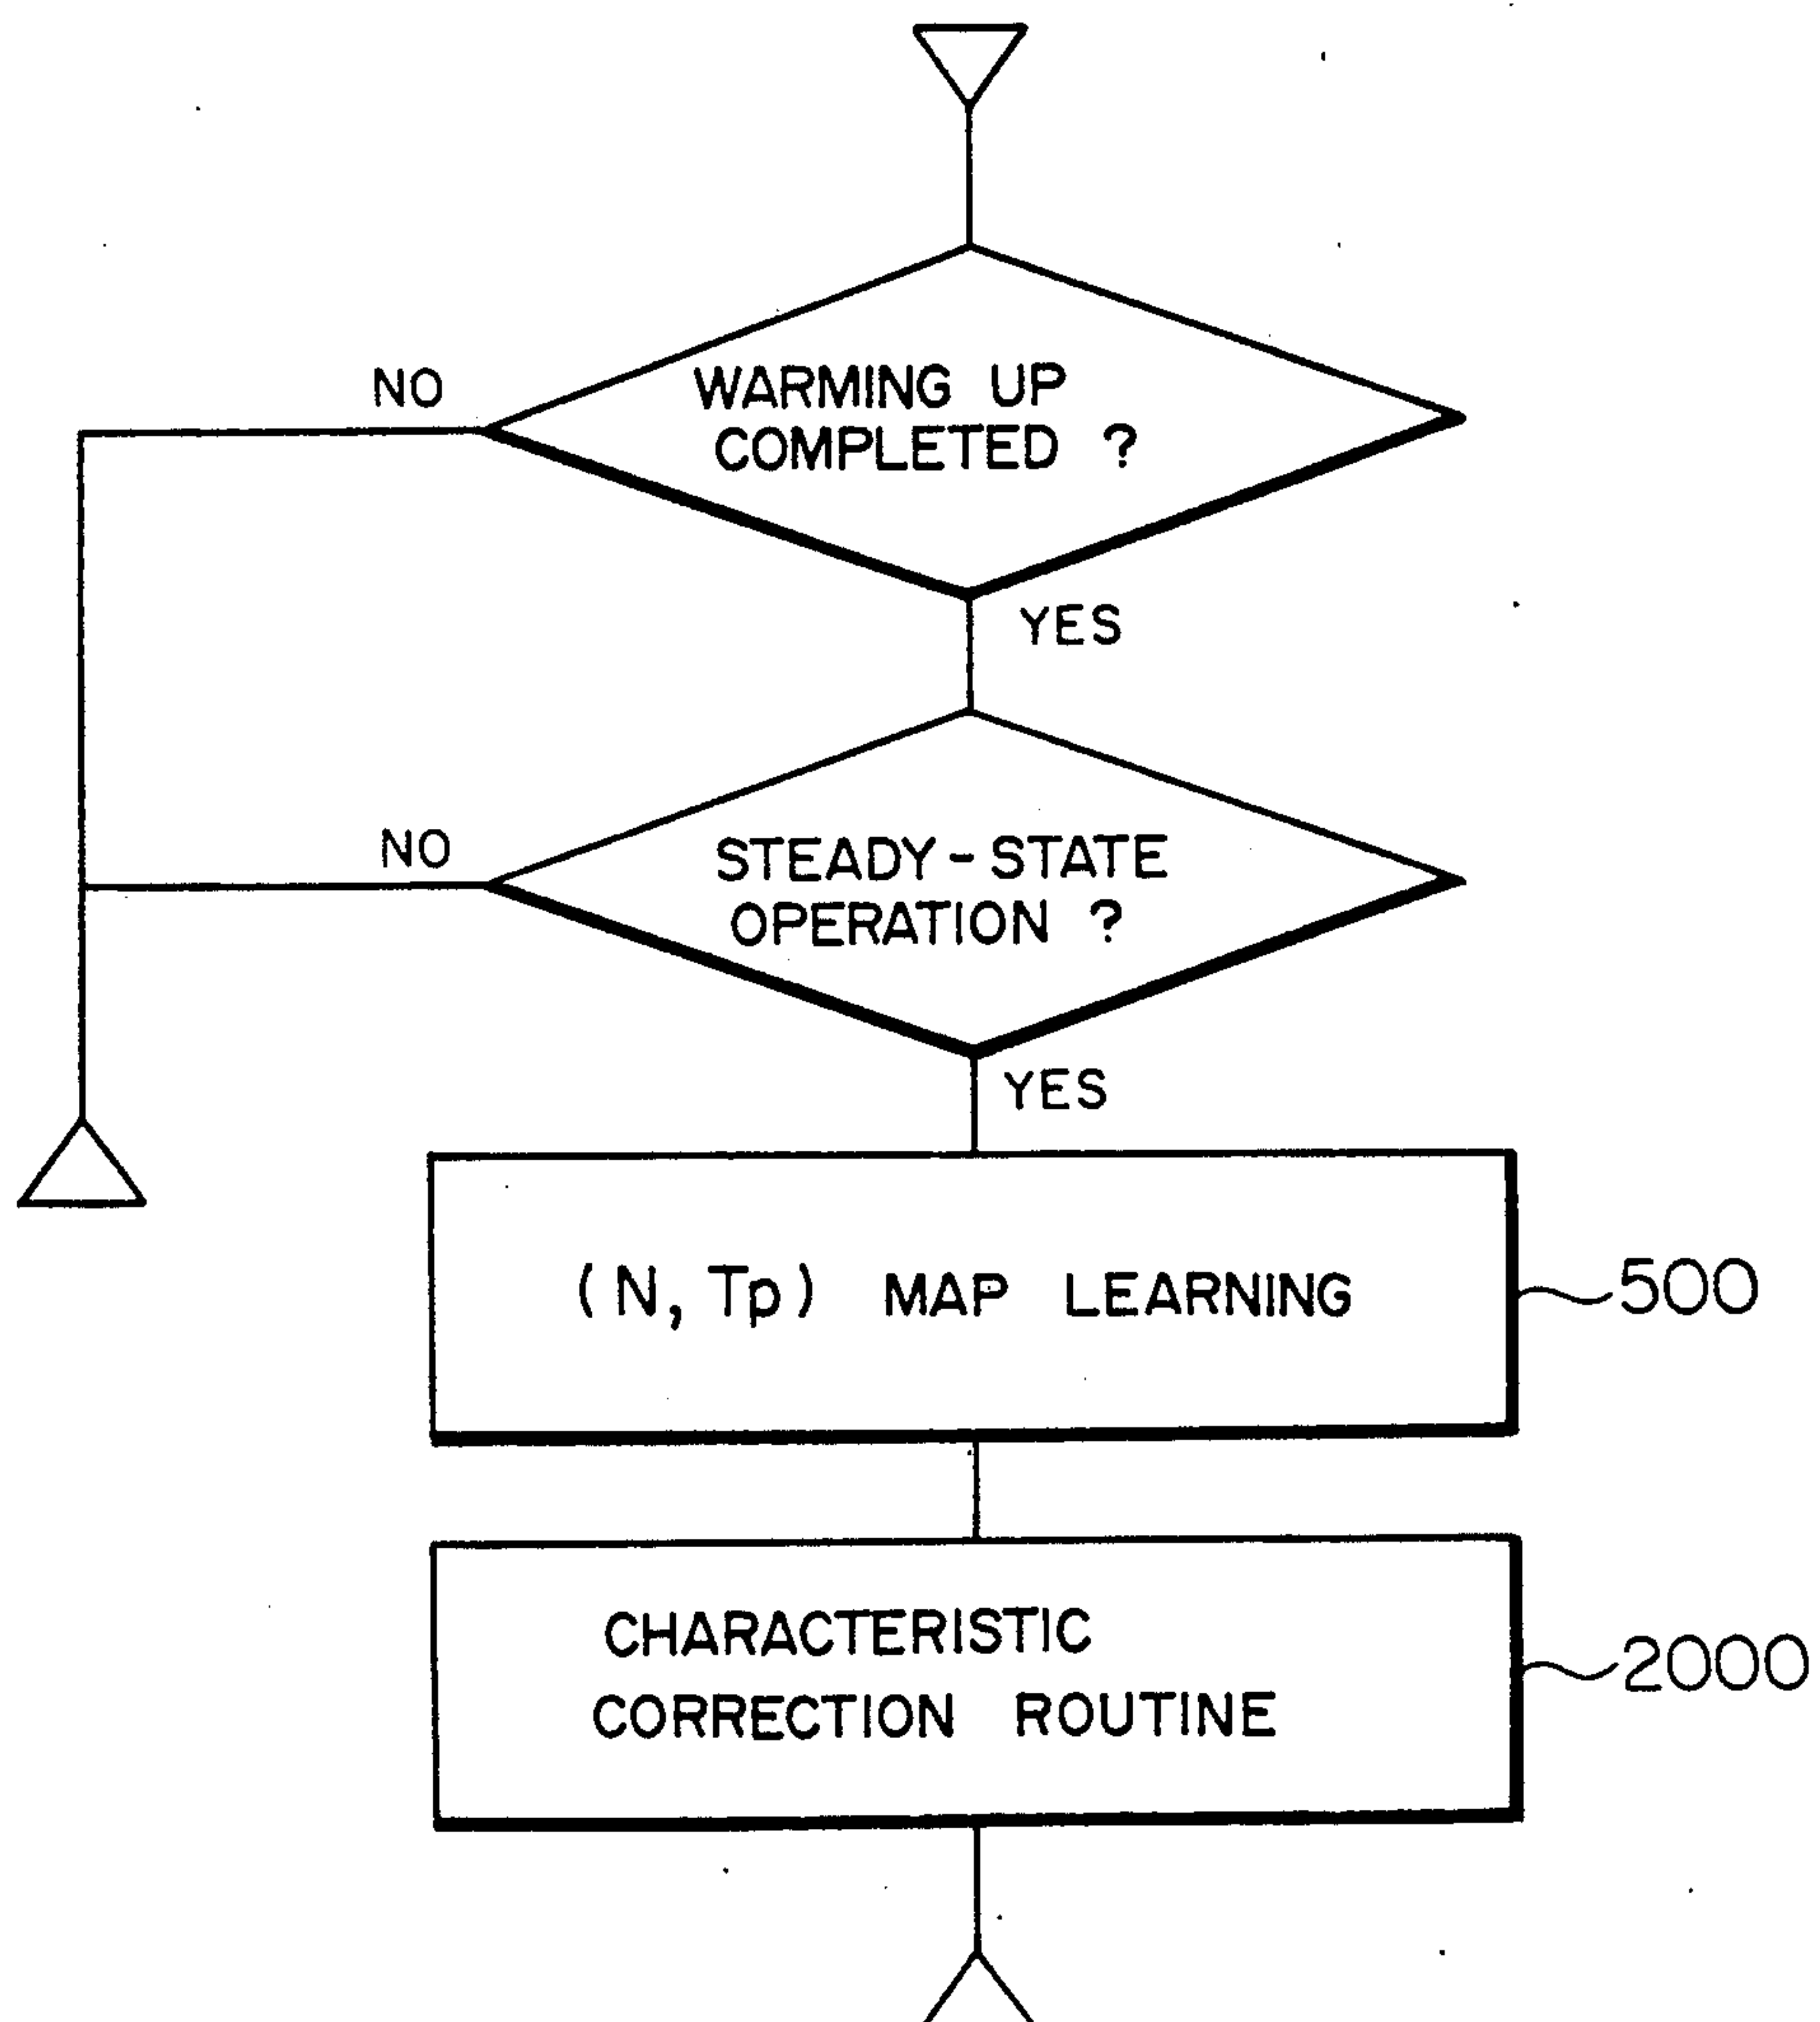 NO
WARMING UP
COMPLETED ?
YES
NO
STEADY-STATE
OPERATION ?
YES
(N, Tp) MAP LEARNING
500
CHARACTERISTIC
CORRECTION ROUTINE
2000